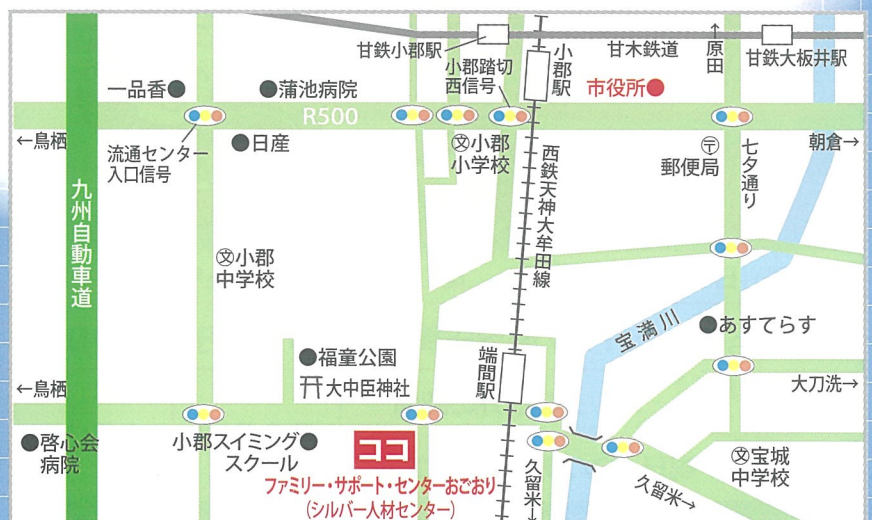 甘鉄小郡駅
小郡踏切
西信号
小郡駅
甘木鉄道
↑原田
甘鉄大板井駅
一品香
蒲池病院
市役所
R500
←鳥栖
流通センター
入口信号
日産
文小郡
小学校
〒
郵便局
七夕通り
朝倉→
九州自動車道
西鉄天神大牟田線
文小郡
中学校
宝満川
あすてらす
福童公園
大中臣神社
端間駅
←鳥栖
大刀洗→
啓心会
病院
小郡スイミング
スクール
ココ
ファミリー・サポート・センターおごおり
(シルバー人材センター)
久留米→
久留米→
文宝城
中学校